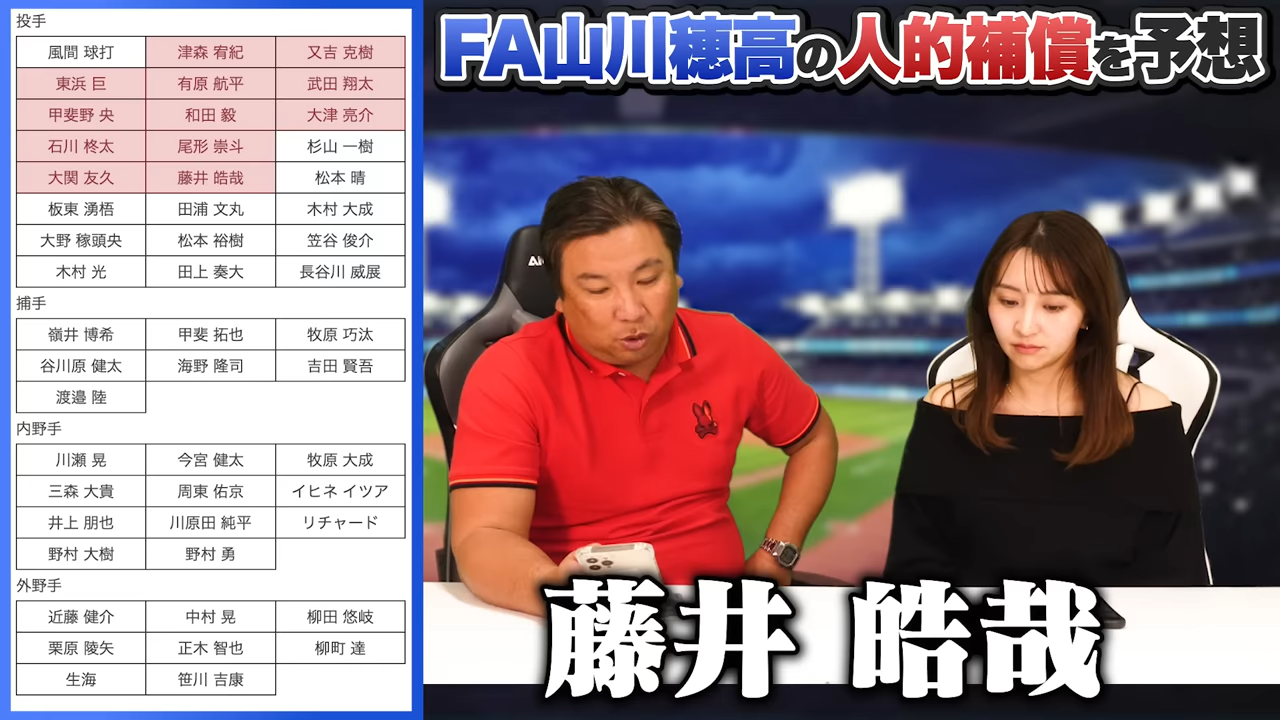 投手
風間 球打 津森 宥紀 又吉 克樹
東浜 巨 有原 航平 武田 翔太
甲斐野 央 和田 毅 大津 亮介
石川 柊太 尾形 崇斗 杉山 一樹
大関 友久 藤井 皓哉 松本 晴
板東 湧梧 田浦 文丸 木村 大成
大野 稼頭央 松本 裕樹 笠谷 俊介
木村 光 田上 奏大 長谷川 威展
捕手
嶺井 博希 甲斐 拓也 牧原 巧汰
谷川原 健太 海野 隆司 吉田 賢吾
渡邉 陸
内野手
川瀬 晃 今宮 健太 牧原 大成
三森 大貴 周東 佑京 イヒネ イツア
井上 朋也 川原田 純平 リチャード
野村 大樹 野村 勇
外野手
近藤 健介 中村 晃 柳田 悠岐
栗原 陵矢 正木 智也 柳町 達
生海 笹川 吉康
FA山川穂高の人的補償を予想
藤井 皓哉